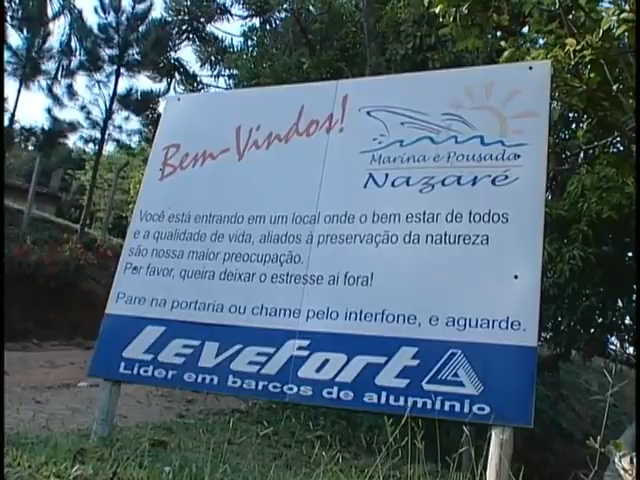 Bem-Vindos!
Marina e Pousada
Nazaré
Você está entrando em um local onde o bem estar de todos
e a qualidade de vida, aliados à preservação da natureza
são nossa maior preocupação.
Por favor, queira deixar o estresse ai fora!
Pare na portaria ou chame pelo interfone, e aguarde.
Levefort
Líder em barcos de alumínio